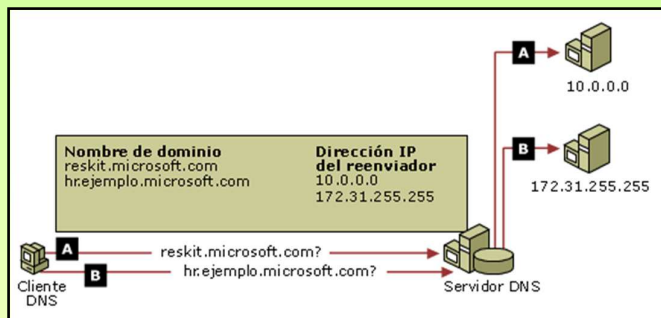 A
10.0.0.0
Nombre de dominio
reskit.microsoft.com
hr.ejemplo.microsoft.com
Dirección IP
del reenviador
10.0.0.0
172.31.255.255
B
172.31.255.255
A
reskit.microsoft.com?
B
hr.ejemplo.microsoft.com?
Cliente
DNS
Servidor DNS